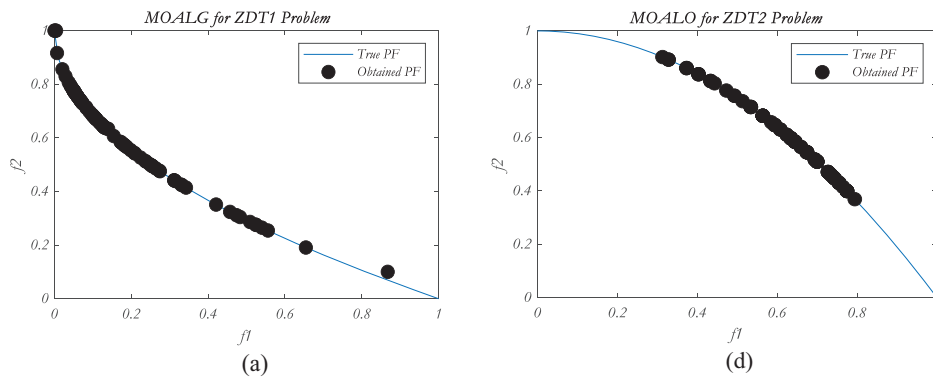 MOALG for ZDT1 Problem
1
0.8
0.6
0.4
0.2
0
f2
True PF
Obtained PF
0 0.2 0.4 0.6 0.8 1
f1
(a)
MOALO for ZDT2 Problem
1
0.8
0.6
0.4
0.2
0
f2
True PF
Obtained PF
0 0.2 0.4 0.6 0.8
f1
(d)